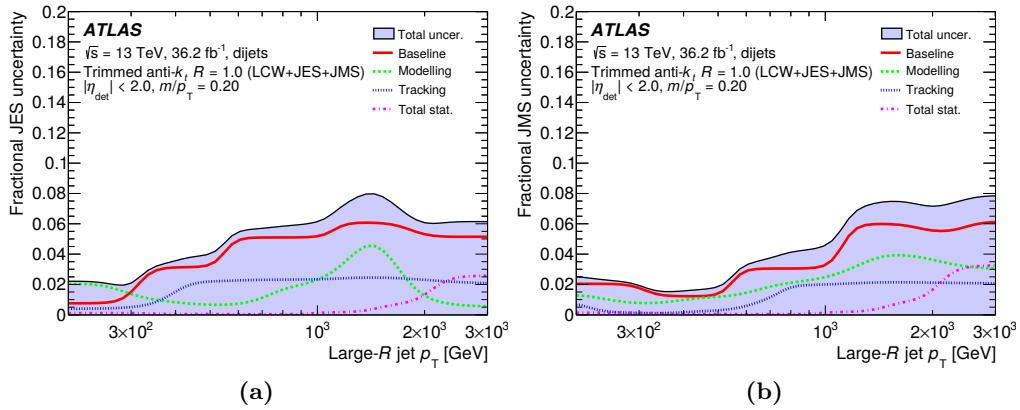 Fractional JES uncertainty
0.2
0.18
0.16
0.14
0.12
0.1
0.08
0.06
0.04
0.02
0
ATLAS
√s = 13 TeV, 36.2 fb⁻¹, dijets
Trimmed anti-kₜ R = 1.0 (LCW+JES+JMS)
|η_det| < 2.0, m/p_T = 0.20
Total uncer.
Baseline
Modelling
Tracking
Total stat.
3×10² 10³ 2×10³ 3×10³
Large-R jet p_T [GeV]
(a)
Fractional JMS uncertainty
0.2
0.18
0.16
0.14
0.12
0.1
0.08
0.06
0.04
0.02
0
ATLAS
√s = 13 TeV, 36.2 fb⁻¹, dijets
Trimmed anti-kₜ R = 1.0 (LCW+JES+JMS)
|η_det| < 2.0, m/p_T = 0.20
Total uncer.
Baseline
Modelling
Tracking
Total stat.
3×10² 10³ 2×10³ 3×10³
Large-R jet p_T [GeV]
(b)